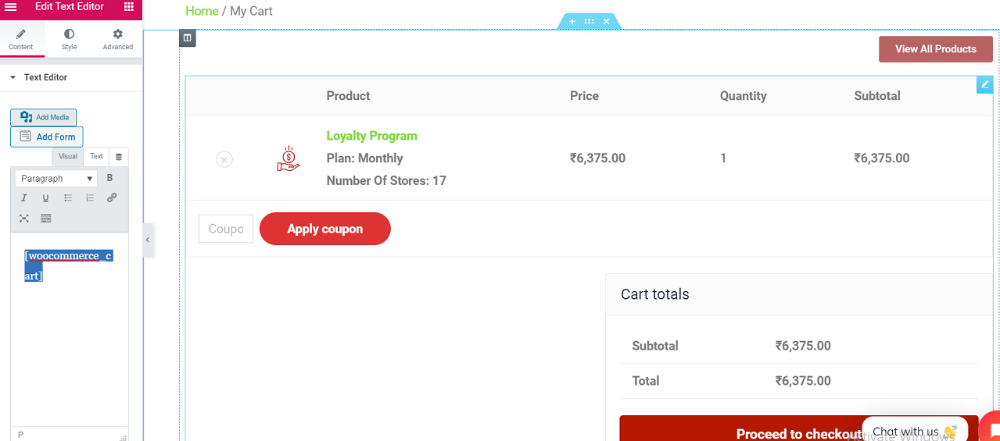 Edit Text Editor
Content
Style
Advanced
Text Editor
Add Media
Add Form
Visual
Text
Paragraph
B
I
U
[woocommerce_c
art]
P
Home / My Cart
View All Products
Product Price Quantity Subtotal
Loyalty Program
Plan: Monthly ₹6,375.00 1 ₹6,375.00
Number Of Stores: 17
Coupo
Apply coupon
Cart totals
Subtotal ₹6,375.00
Total ₹6,375.00
Proceed to checkout
Chat with us 👋
Activate Windows